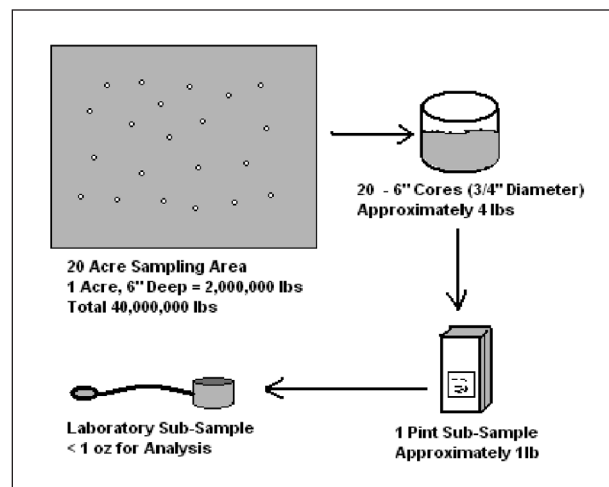 20 - 6" Cores (3/4" Diameter)
Approximately 4 lbs
20 Acre Sampling Area
1 Acre, 6" Deep = 2,000,000 lbs
Total 40,000,000 lbs
1 Pint Sub-Sample
Approximately 1lb
Laboratory Sub-Sample
< 1 oz for Analysis